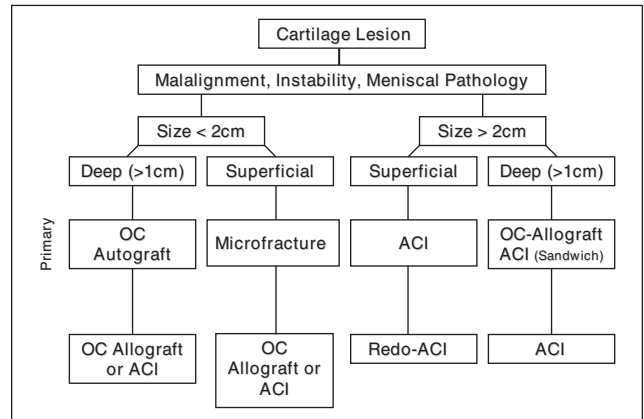 Cartilage Lesion
Malalignment, Instability, Meniscal Pathology
Size < 2cm
Size > 2cm
Deep (>1cm)
Superficial
Superficial
Deep (>1cm)
Primary
OC
Autograft
Microfracture
ACI
OC-Allograft
ACI (Sandwich)
OC Allograft
or ACI
OC
Allograft or
ACI
Redo-ACI
ACI